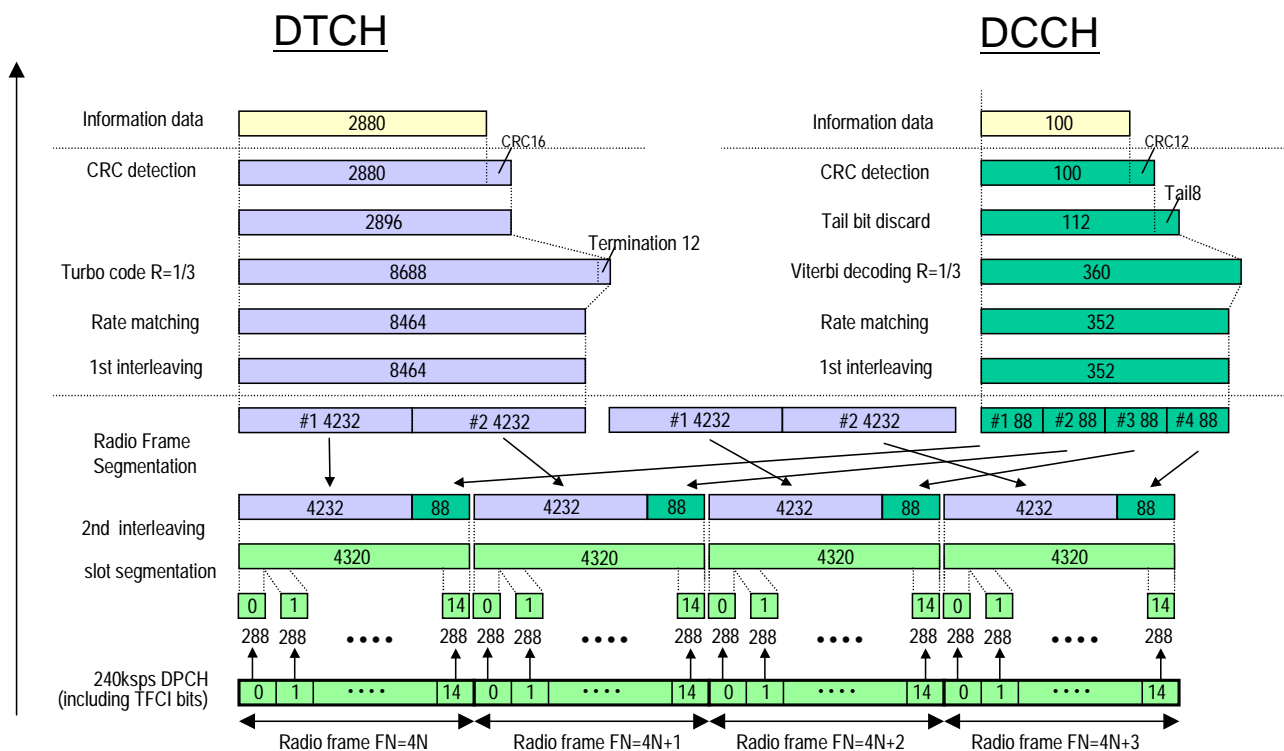 DTCH DCCH
Information data 2880 Information data 100
CRC16 CRC12
CRC detection 2880 CRC detection 100
Tail8
2896 Tail bit discard 112
Termination 12
Turbo code R=1/3 8688 Viterbi decoding R=1/3 360
Rate matching 8464 Rate matching 352
1st interleaving 8464 1st interleaving 352
#1 4232 #2 4232 #1 4232 #2 4232 #1 88 #2 88 #3 88 #4 88
Radio Frame
Segmentation
4232 88 4232 88 4232 88 4232 88
2nd interleaving
4320 4320 4320 4320
slot segmentation
0 1 14 0 1 14 0 1 14 0 1 14
288 288 •••• 288 288 288 •••• 288 288 288 •••• 288 288 288 •••• 288
240ksps DPCH
(including TFCI bits)
0 1 •••• 14 0 1 •••• 14 0 1 •••• 14 0 1 •••• 14
Radio frame FN=4N Radio frame FN=4N+1 Radio frame FN=4N+2 Radio frame FN=4N+3